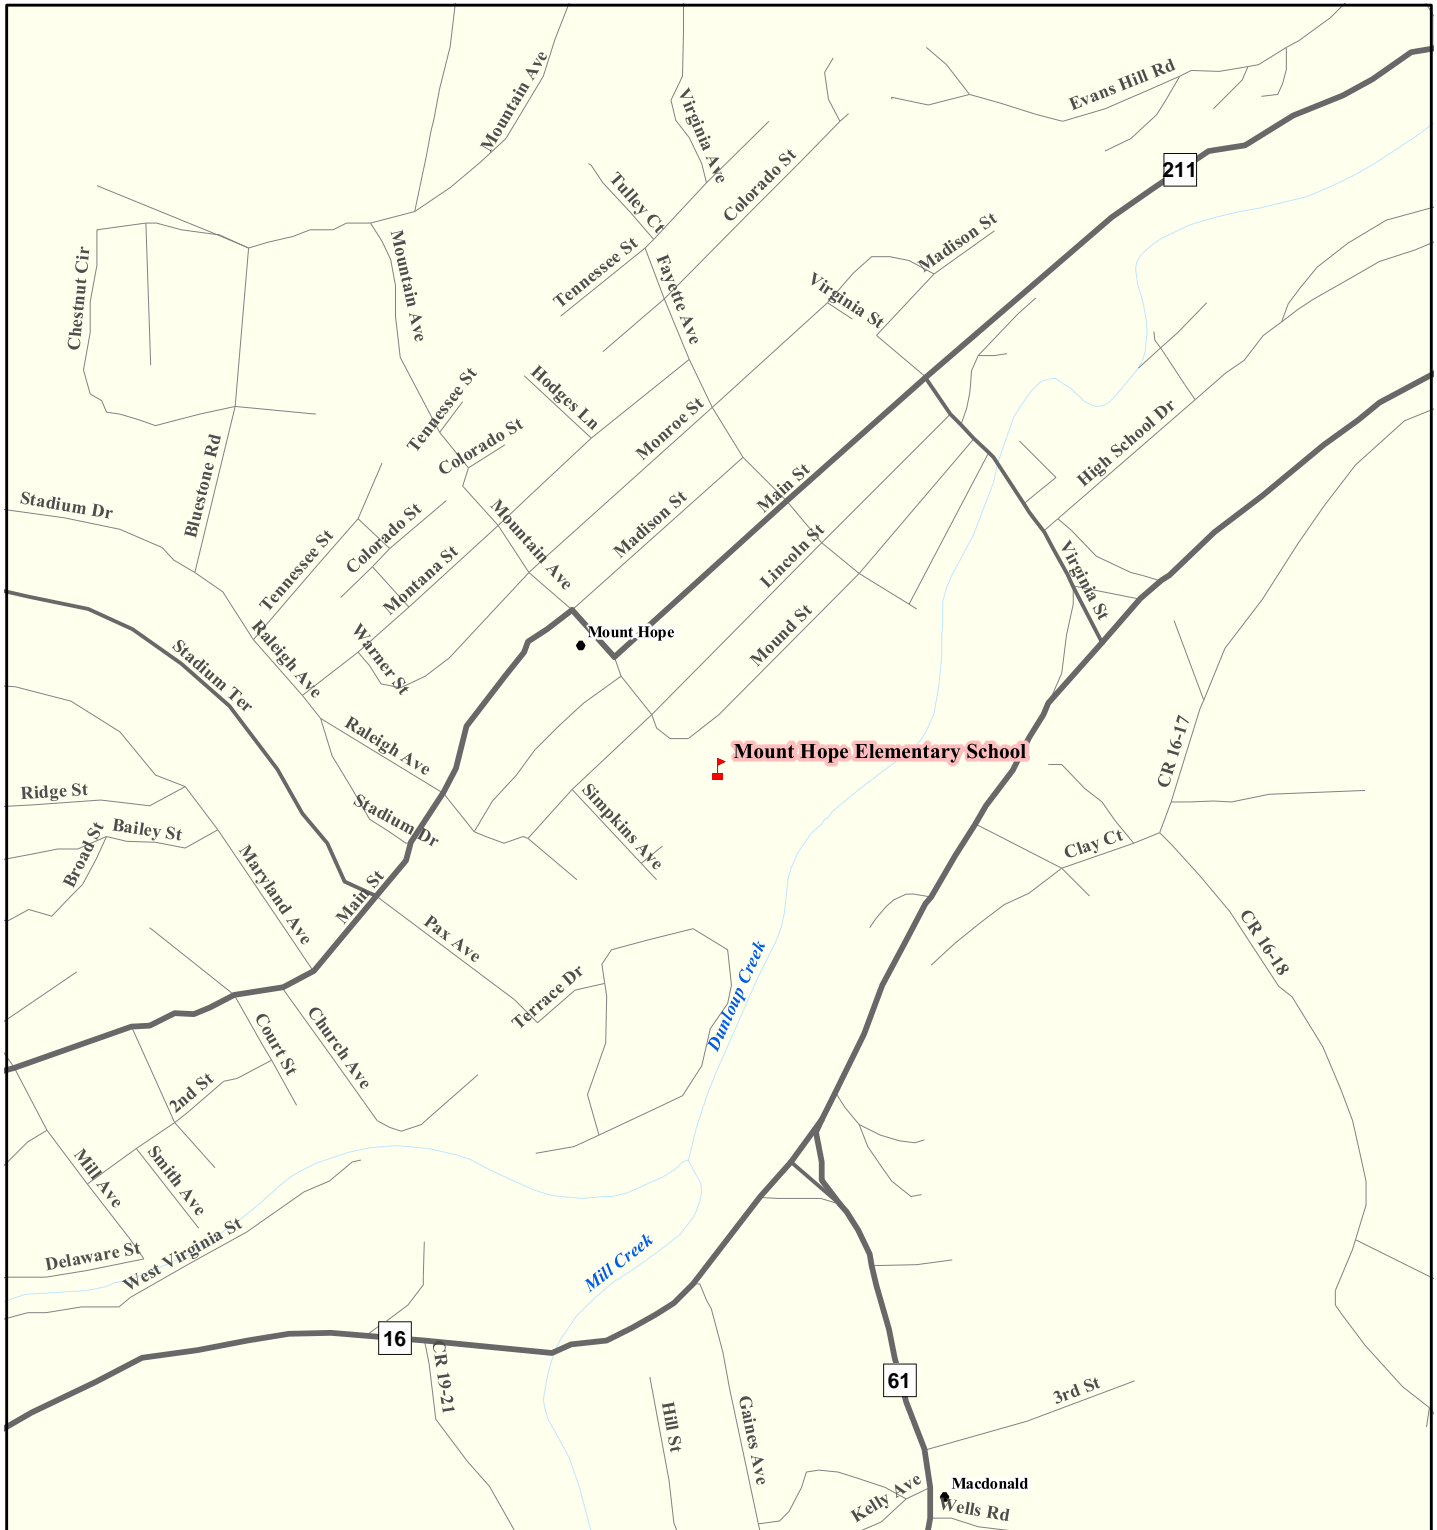 Mountain Ave
Evans Hill Rd
Virginia Ave
211
Colorado St
Tulley Ct
Madison St
Tennessee St
Mountain Ave
Chestnut Cir
Fayette Ave
Virginia St
Tennessee St
Hodges Ln
Monroe St
Colorado St
High School Dr
Bluestone Rd
Main St
Stadium Dr
Madison St
Mountain Ave
Colorado St
Lincoln St
Tennessee St
Montana St
Virginia St
Mount Hope
Mound St
Warner St
Raleigh Ave
Stadium Ter
Raleigh Ave
Mount Hope Elementary School
CR 16-17
Ridge St
Simpkins Ave
Stadium Dr
Bailey St
Broad St
Clay Ct
Maryland Ave
Main St
Pax Ave
CR 16-18
Dunloup Creek
Terrace Dr
Court St
Church Ave
2nd St
Mill Ave
Smith Ave
Delaware St
West Virginia St
Mill Creek
16
CR 19-21
61
3rd St
Hill St
Gaines Ave
Macdonald
Kelly Ave
Wells Rd